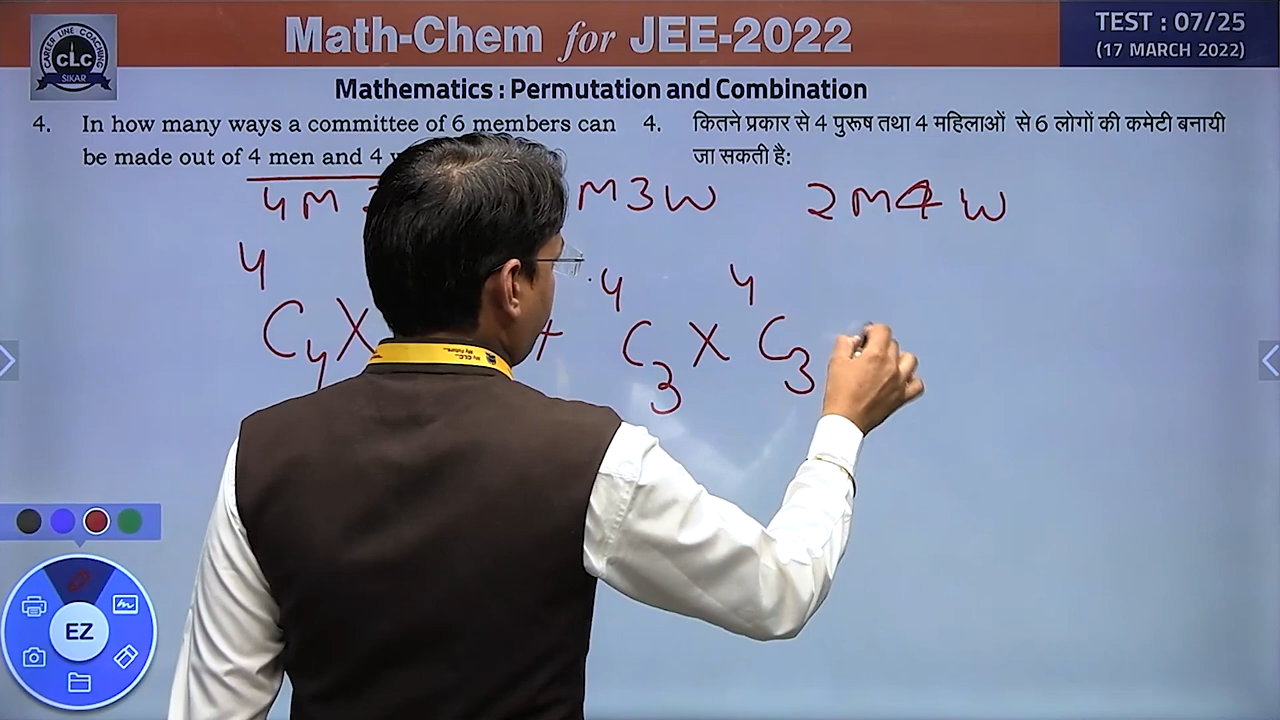 Math-Chem for JEE-2022
TEST : 07/25
(17 MARCH 2022)
CAREER LINE COACHING
CLC
SIKAR
Mathematics : Permutation and Combination
4. In how many ways a committee of 6 members can
be made out of 4 men and 4
4. कितने प्रकार से 4 पुरूष तथा 4 महिलाओं से 6 लोगों की कमेटी बनायी
जा सकती है:
4M
M3W
2M4W
4C4 X
+ 4C3 X 4C3
EZ